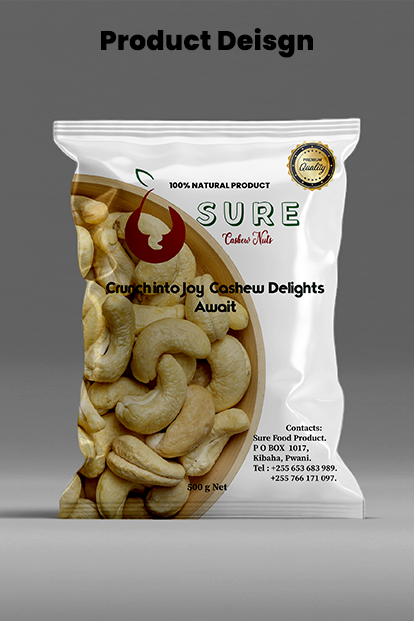 Product Deisgn
PREMIUM
Quality
100% NATURAL PRODUCT
SURE
Cashew Nuts
Crunch into Joy Cashew Delights
Await
Contacts:
Sure Food Product.
P O BOX 1017,
Kibaha, Pwani.
Tel : +255 653 683 989.
+255 766 171 097.
500 g Net